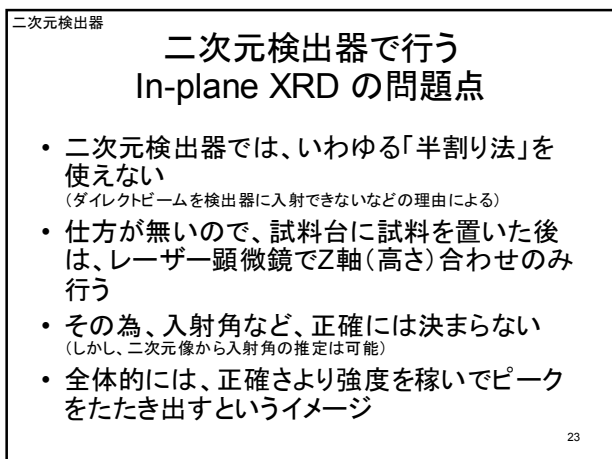 二次元検出器
二次元検出器で行う
In-plane XRD の問題点
• 二次元検出器では、いわゆる「半割り法」を
使えない
（ダイレクトビームを検出器に入射できないなどの理由による）
• 仕方が無いので、試料台に試料を置いた後
は、レーザー顕微鏡でZ軸（高さ）合わせのみ
行う
• その為、入射角など、正確には決まらない
（しかし、二次元像から入射角の推定は可能）
• 全体的には、正確さより強度を稼いでピーク
をたたき出すというイメージ
23